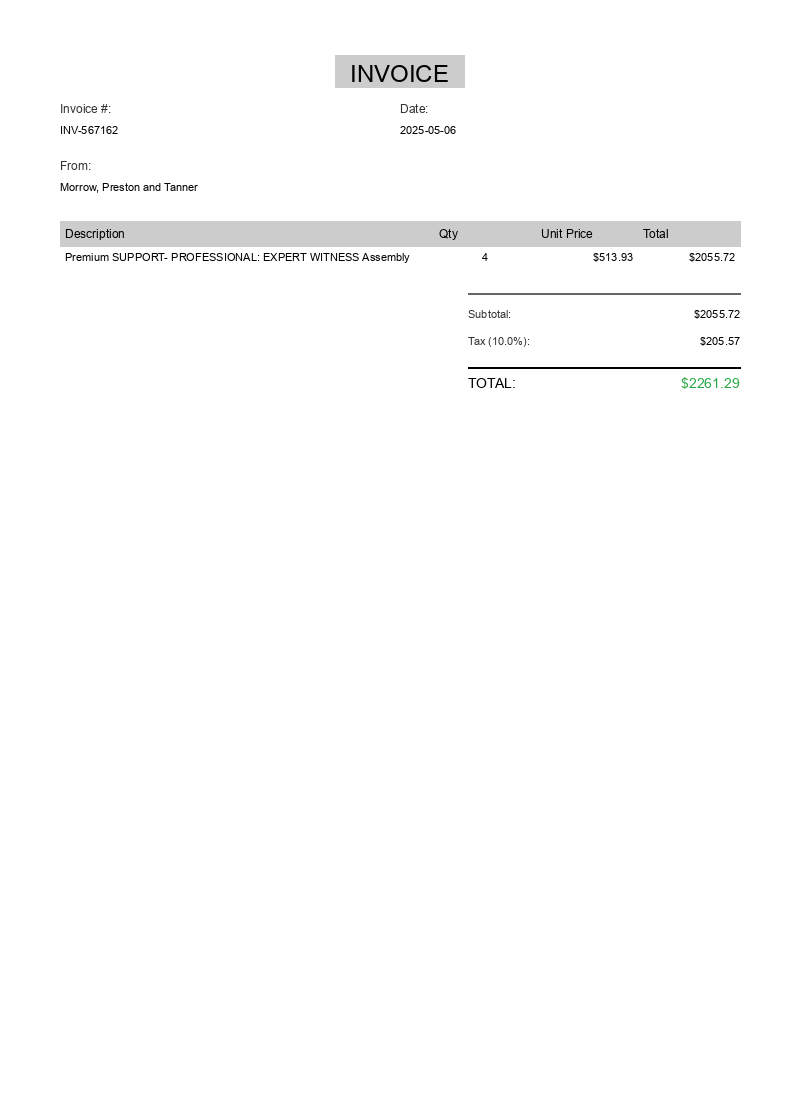 INVOICE
Invoice #: Date:
INV-567162 2025-05-06
From:
Morrow, Preston and Tanner
Description Qty Unit Price Total
Premium SUPPORT- PROFESSIONAL: EXPERT WITNESS Assembly 4 $513.93 $2055.72
Subtotal: $2055.72
Tax (10.0%): $205.57
TOTAL: $2261.29